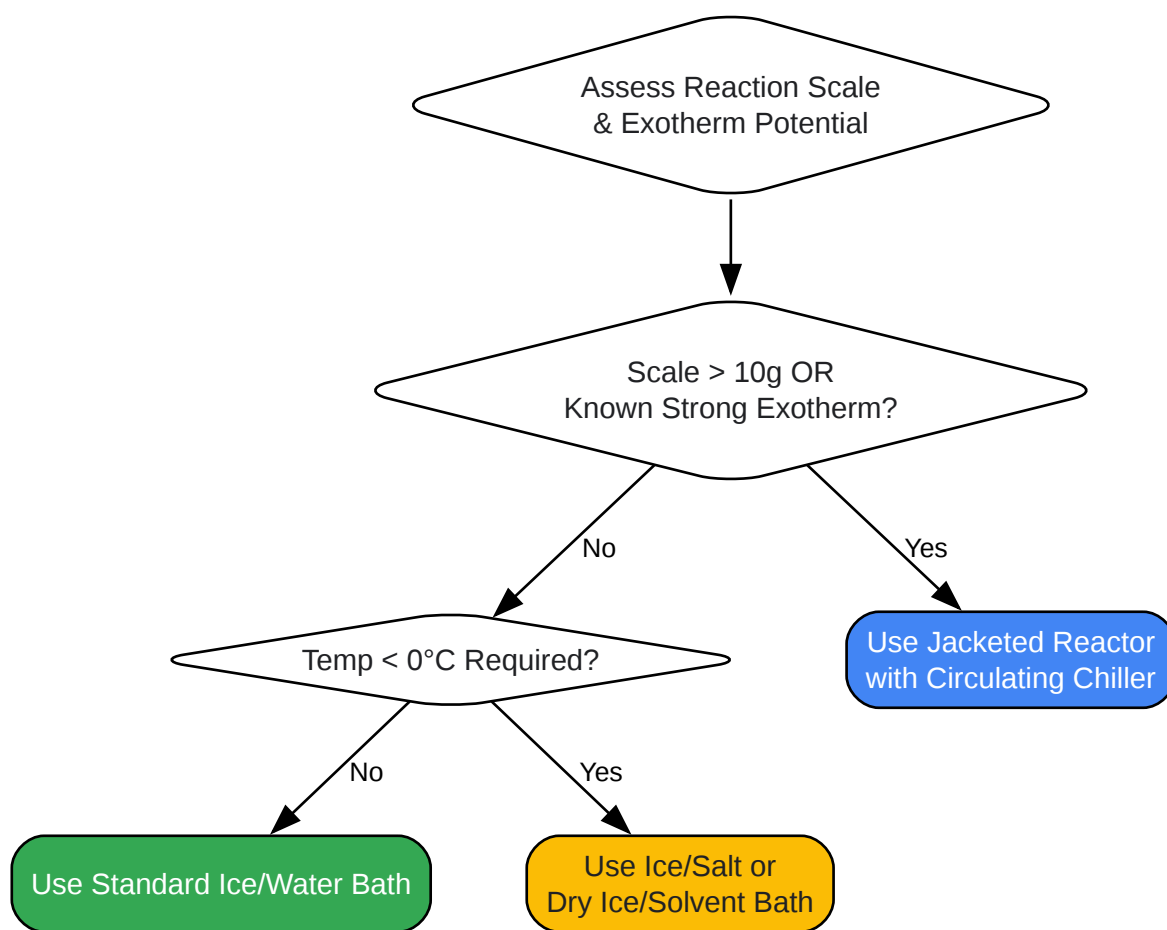 Assess Reaction Scale
& Exotherm Potential
Scale > 10g OR
Known Strong Exotherm?
No
Yes
Temp < 0°C Required?
Use Jacketed Reactor
with Circulating Chiller
No
Yes
Use Standard Ice/Water Bath
Use Ice/Salt or
Dry Ice/Solvent Bath